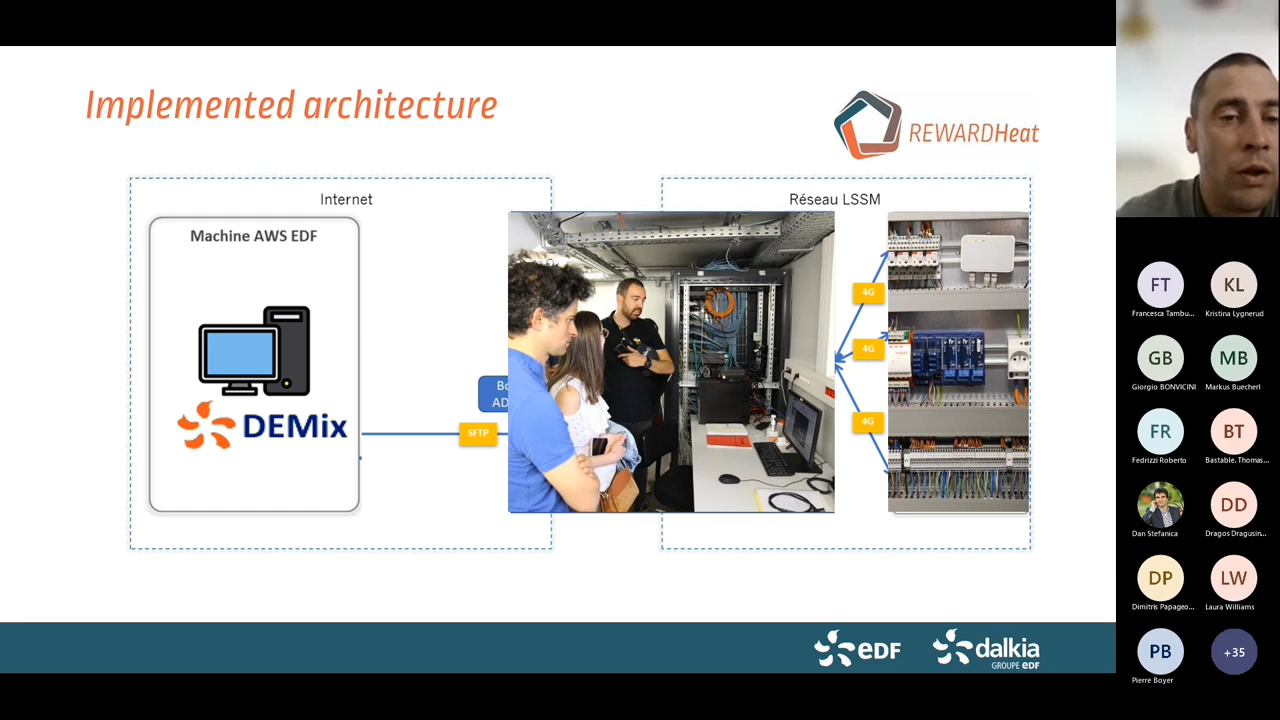 Implemented architecture
REWARDHeat
Internet
Réseau LSSM
Machine AWS EDF
4G
4G
4G
SFTP
DEMix
eDF
dalkia
GROUPE eDF
FT
KL
Francesca Tambu...
Kristina Lygnerud
GB
MB
Giorgio BONVICINI
Markus Buecherl
FR
BT
Fedrizzi Roberto
Bastable, Thomas...
DD
Dan Stefanica
Dragos Dragusin...
DP
LW
Dimitris Papageo...
Laura Williams
PB
+35
Pierre Boyer